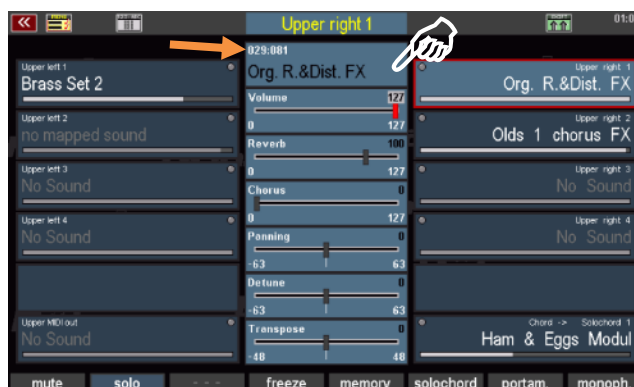 Upper right 1
01:0
029:081
Org. R.&Dist. FX
Upper left 1
Brass Set 2
Upper left 2
no mapped sound
Upper left 3
No Sound
Upper left 4
No Sound
Upper MIDI out
No Sound
Volume 127
0 127
Reverb 100
0 127
Chorus 0
0 127
Panning 0
-63 63
Detune 0
-63 63
Transpose 0
-48 48
Upper right 1
Org. R.&Dist. FX
Upper right 2
Olds 1 chorus FX
Upper right 3
No Sound
Upper right 4
No Sound
Chord -> Solochord 1
Ham & Eggs Modul
mute solo - - - freeze memory solochord portam monoph